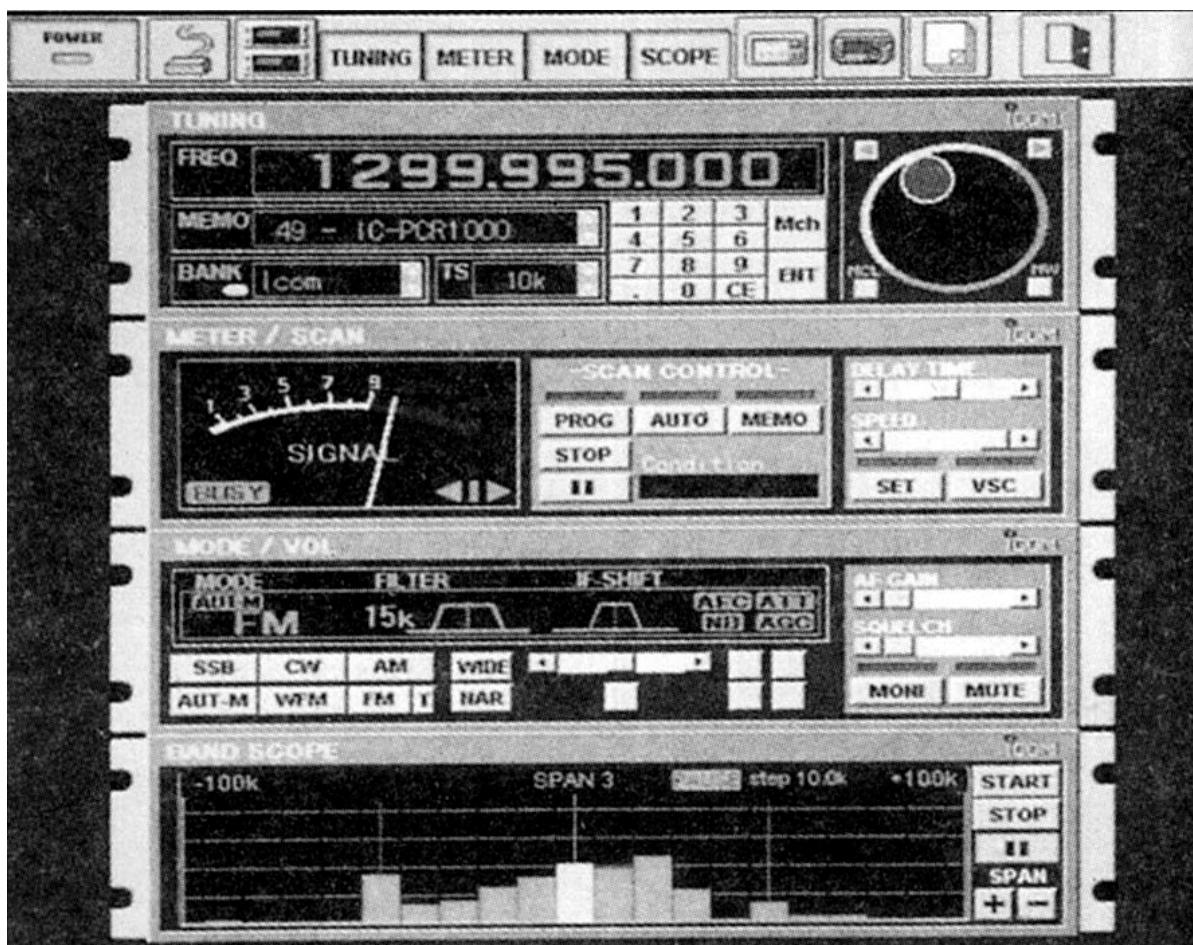 POWER
TUNING METER MODE SCOPE
TUNING
FREQ 1299.995.000
MEMO 49 - IC-PCR1000
BANK Icom TS 10k
1 2 3 Mch
4 5 6
7 8 9 ENT
. 0 CE
MCL MW
METER / SCAN
1 3 5 7 9
SIGNAL
BUSY
-SCAN CONTROL-
PROG AUTO MEMO
STOP
Condition
DELAY TIME
SPEED
SET VSC
MODE / VOL
MODE FILTER IF-SHIFT
AUT-M
FM 15k
AFC ATT
NB AGC
SSB CW AM WIDE
AUT-M WFM FM T NAR
AF GAIN
SQUELCH
MONI MUTE
BAND SCOPE
-100k SPAN 3 step 10.0k +100k
START
STOP
SPAN
+ -